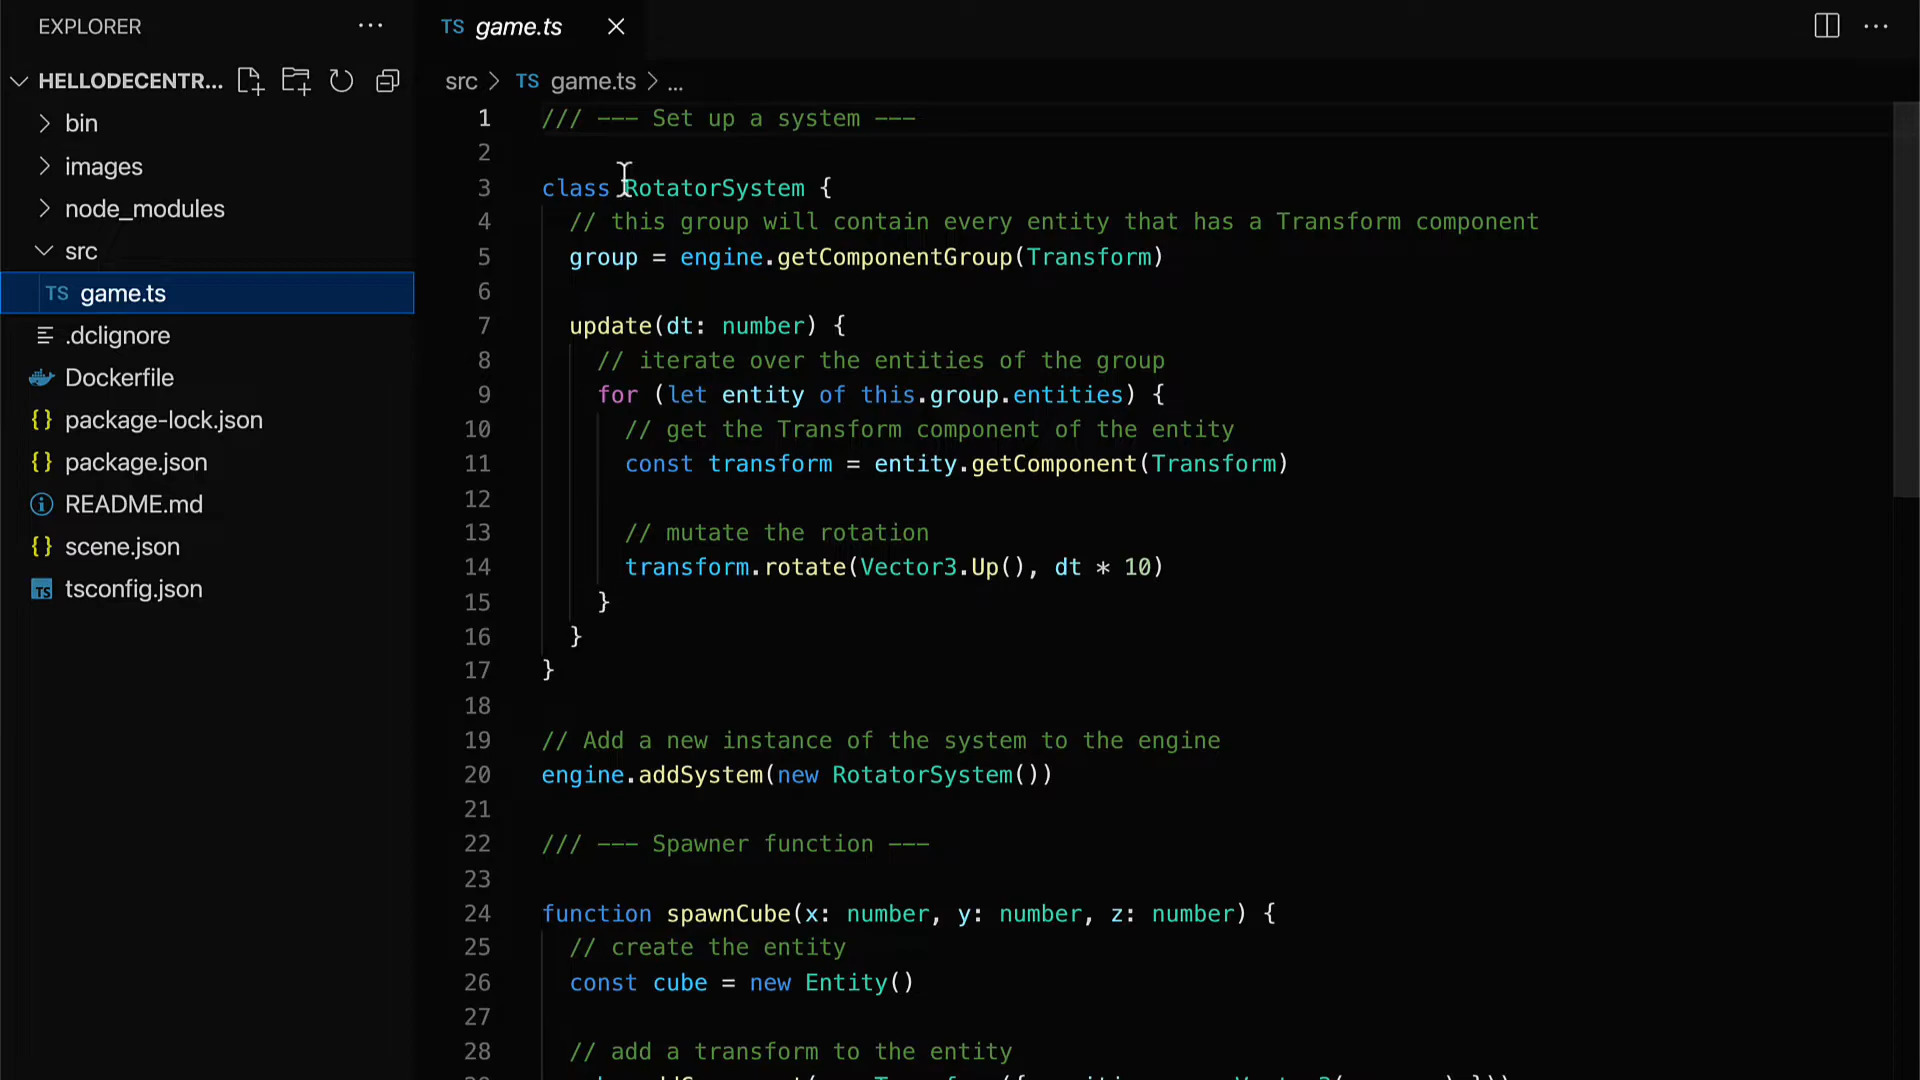 EXPLORER
HELLODECENTR...
bin
images
node_modules
src
TS game.ts
.dclignore
Dockerfile
{} package-lock.json
{} package.json
README.md
{} scene.json
TS tsconfig.json
TS game.ts
src > TS game.ts > ...
1 /// --- Set up a system ---
2
3 class RotatorSystem {
4 // this group will contain every entity that has a Transform component
5 group = engine.getComponentGroup(Transform)
6
7 update(dt: number) {
8 // iterate over the entities of the group
9 for (let entity of this.group.entities) {
10 // get the Transform component of the entity
11 const transform = entity.getComponent(Transform)
12
13 // mutate the rotation
14 transform.rotate(Vector3.Up(), dt * 10)
15 }
16 }
17 }
18
19 // Add a new instance of the system to the engine
20 engine.addSystem(new RotatorSystem())
21
22 /// --- Spawner function ---
23
24 function spawnCube(x: number, y: number, z: number) {
25 // create the entity
26 const cube = new Entity()
27
28 // add a transform to the entity